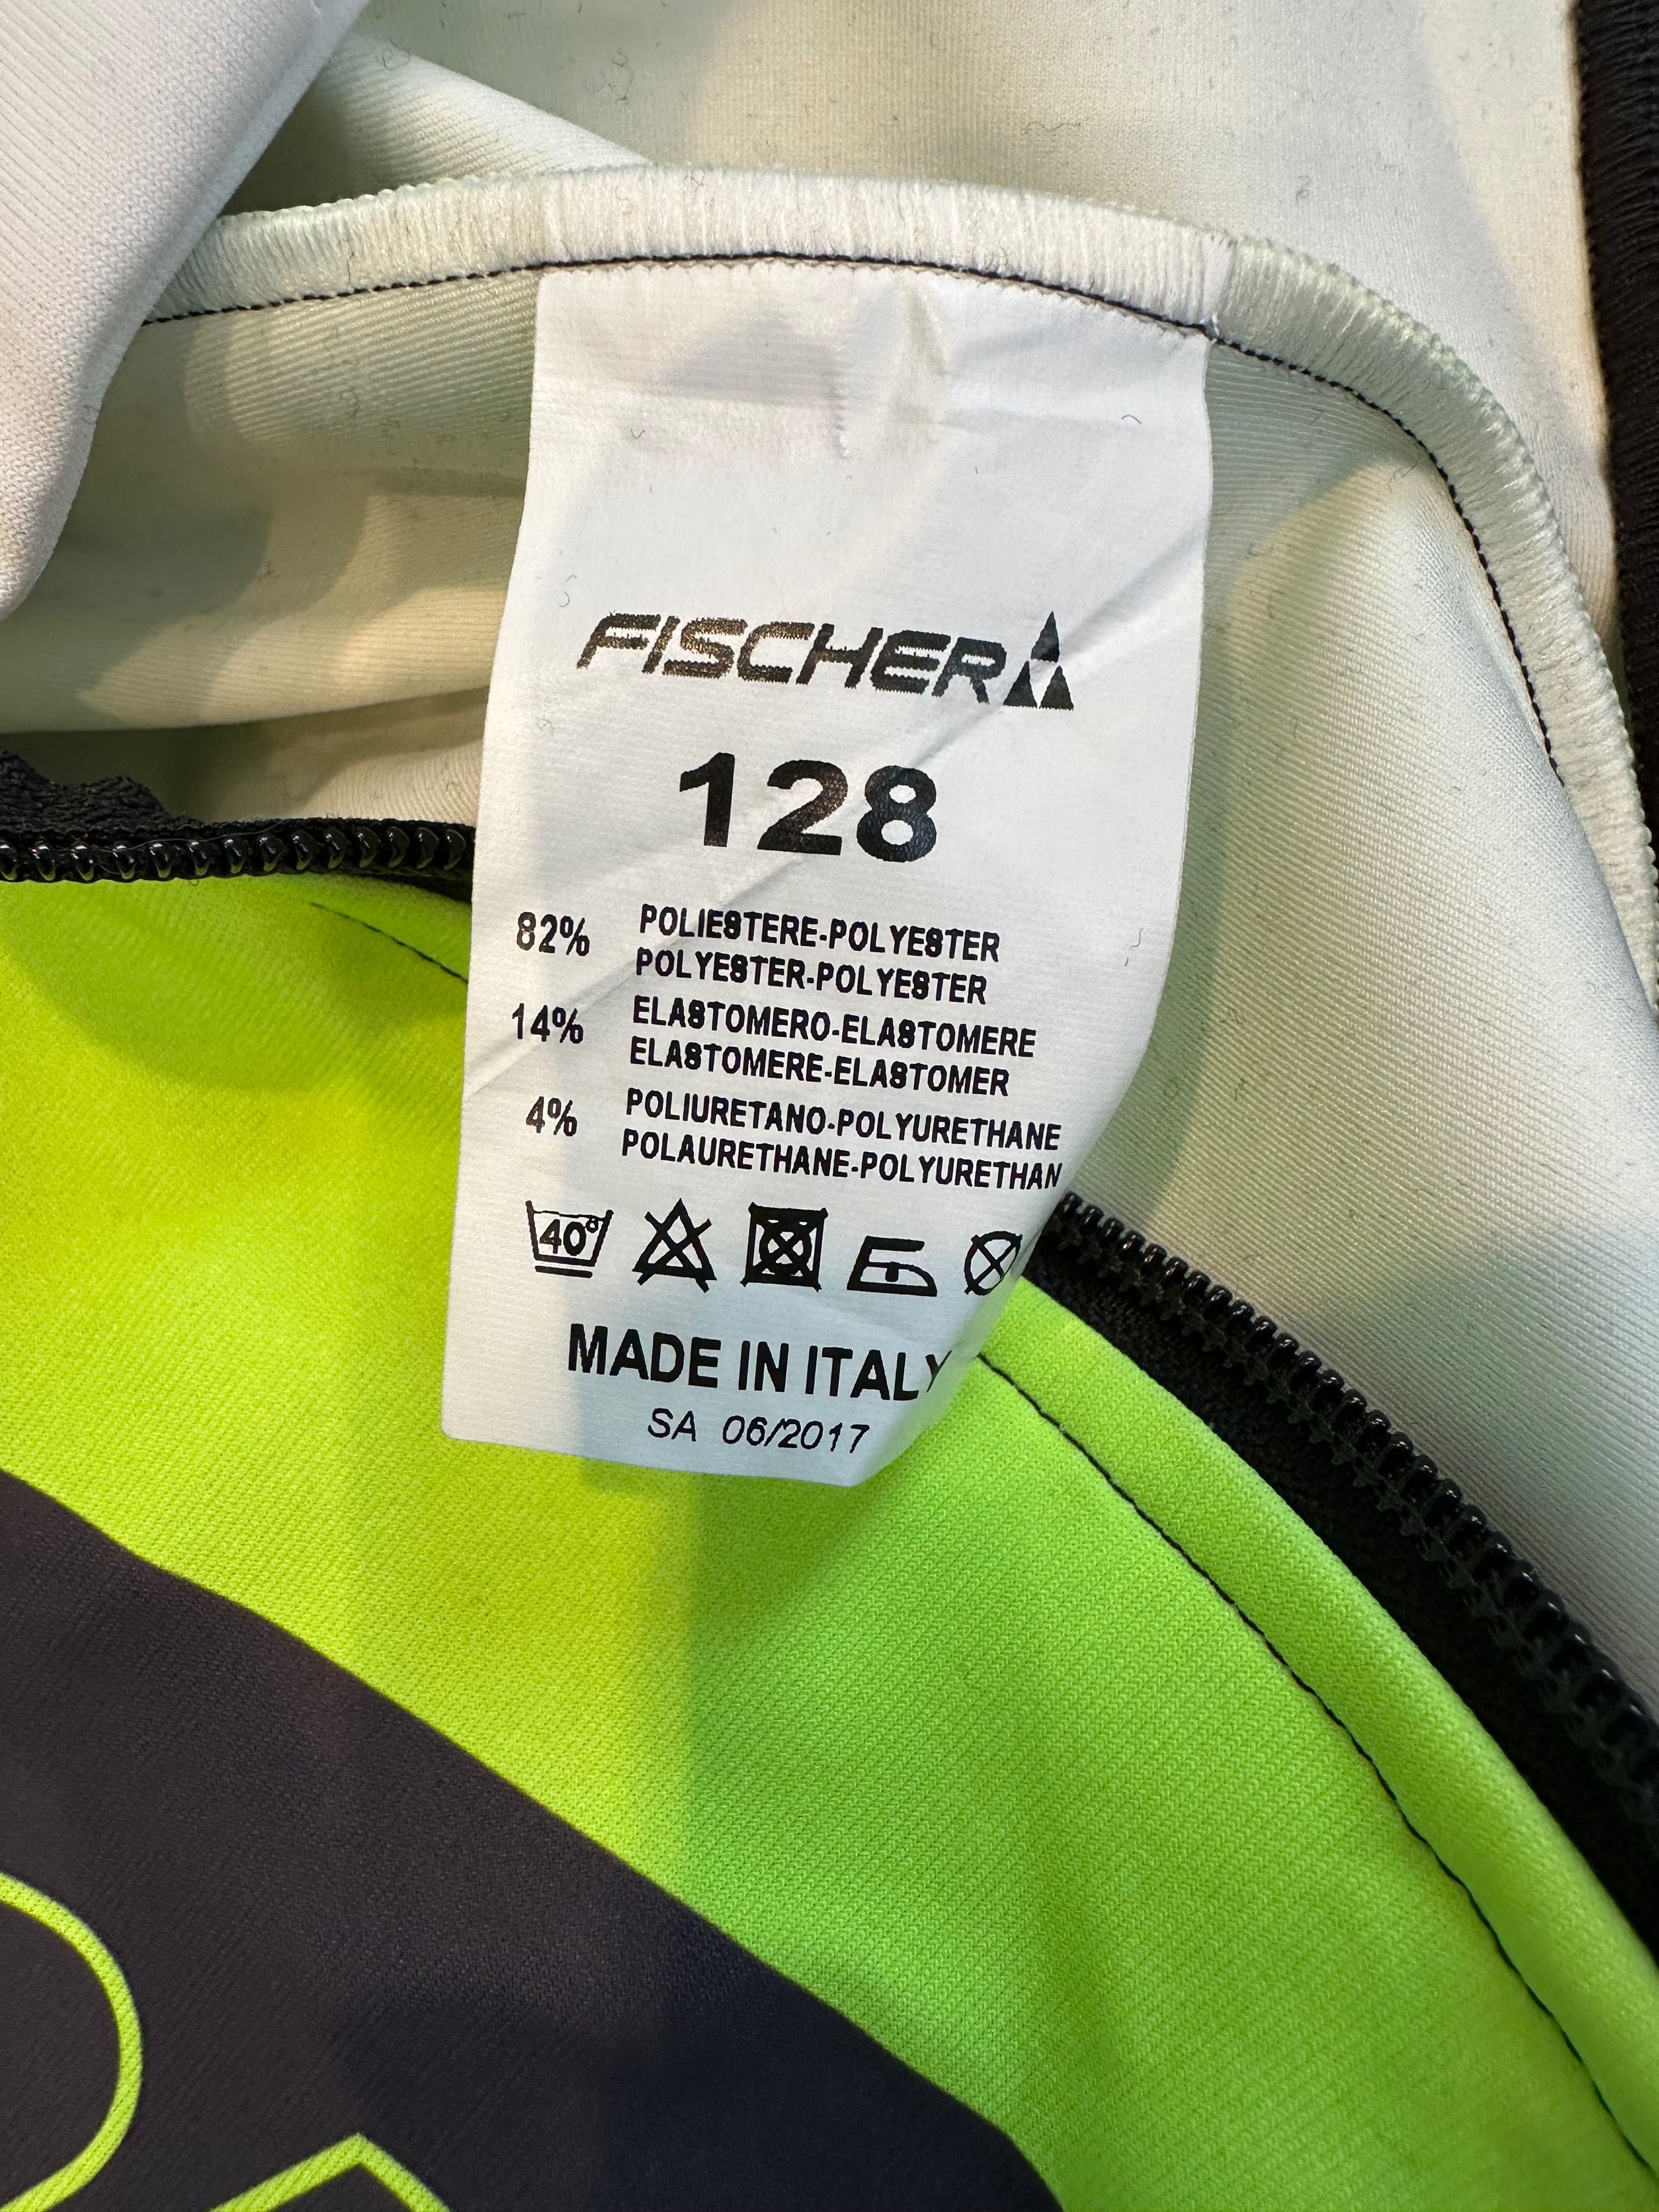 FISCHER
128
82% POLIESTERE-POLYESTER
POLYESTER-POLYESTER
14% ELASTOMERO-ELASTOMERE
ELASTOMERE-ELASTOMER
4% POLIURETANO-POLYURETHANE
POLAURETHANE-POLYURETHAN
40°
MADE IN ITALY
SA 06/2017